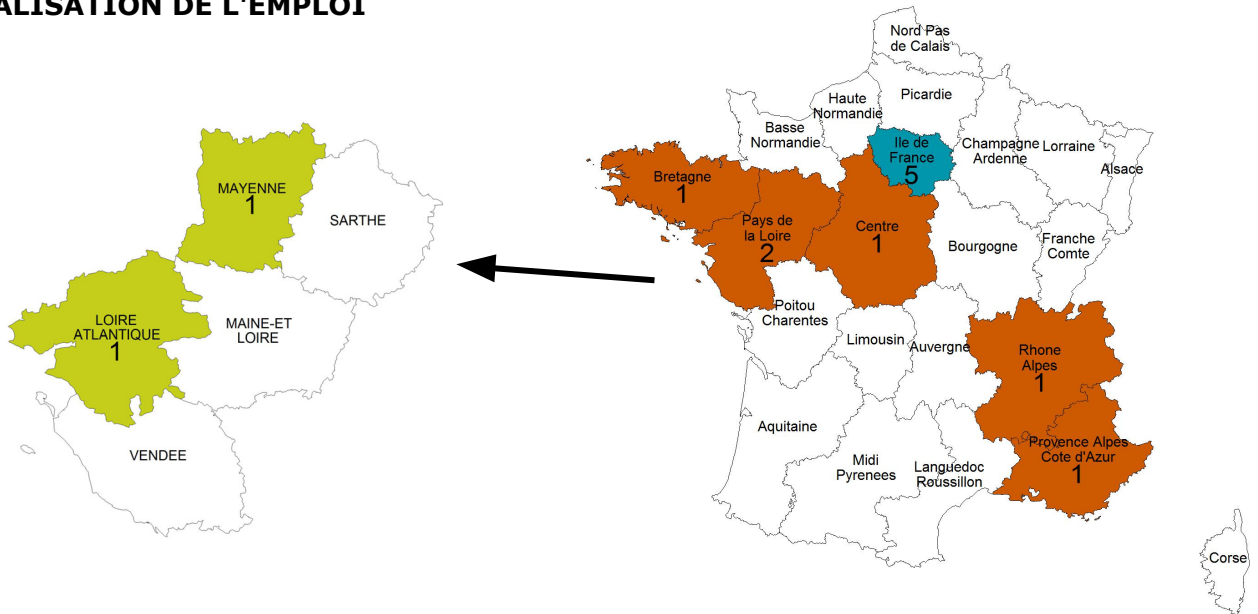 ALISATION DE L'EMPLOI
MAYENNE
1
SARTHE
LOIRE
ATLANTIQUE
1
MAINE-ET
LOIRE
VENDEE
Nord Pas
de Calais
Picardie
Haute
Normandie
Basse
Normandie
Ile de
France
5
Champagne
Ardenne
Lorraine
Alsace
Bretagne
1
Pays de
la Loire
2
Centre
1
Bourgogne
Franche
Comte
Poitou
Charentes
Limousin
Auvergne
Rhone
Alpes
1
Aquitaine
Midi
Pyrenees
Languedoc
Roussillon
Provence Alpes
Cote d'Azur
1
Corse